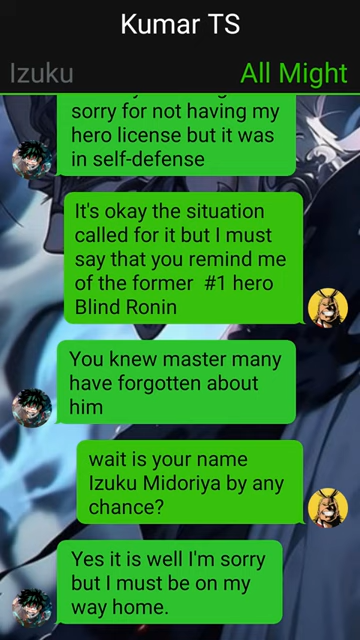 Kumar TS
Izuku
All Might
sorry for not having my
hero license but it was
in self-defense
It's okay the situation
called for it but I must
say that you remind me
of the former #1 hero
Blind Ronin
You knew master many
have forgotten about
him
wait is your name
Izuku Midoriya by any
chance?
Yes it is well I'm sorry
but I must be on my
way home.